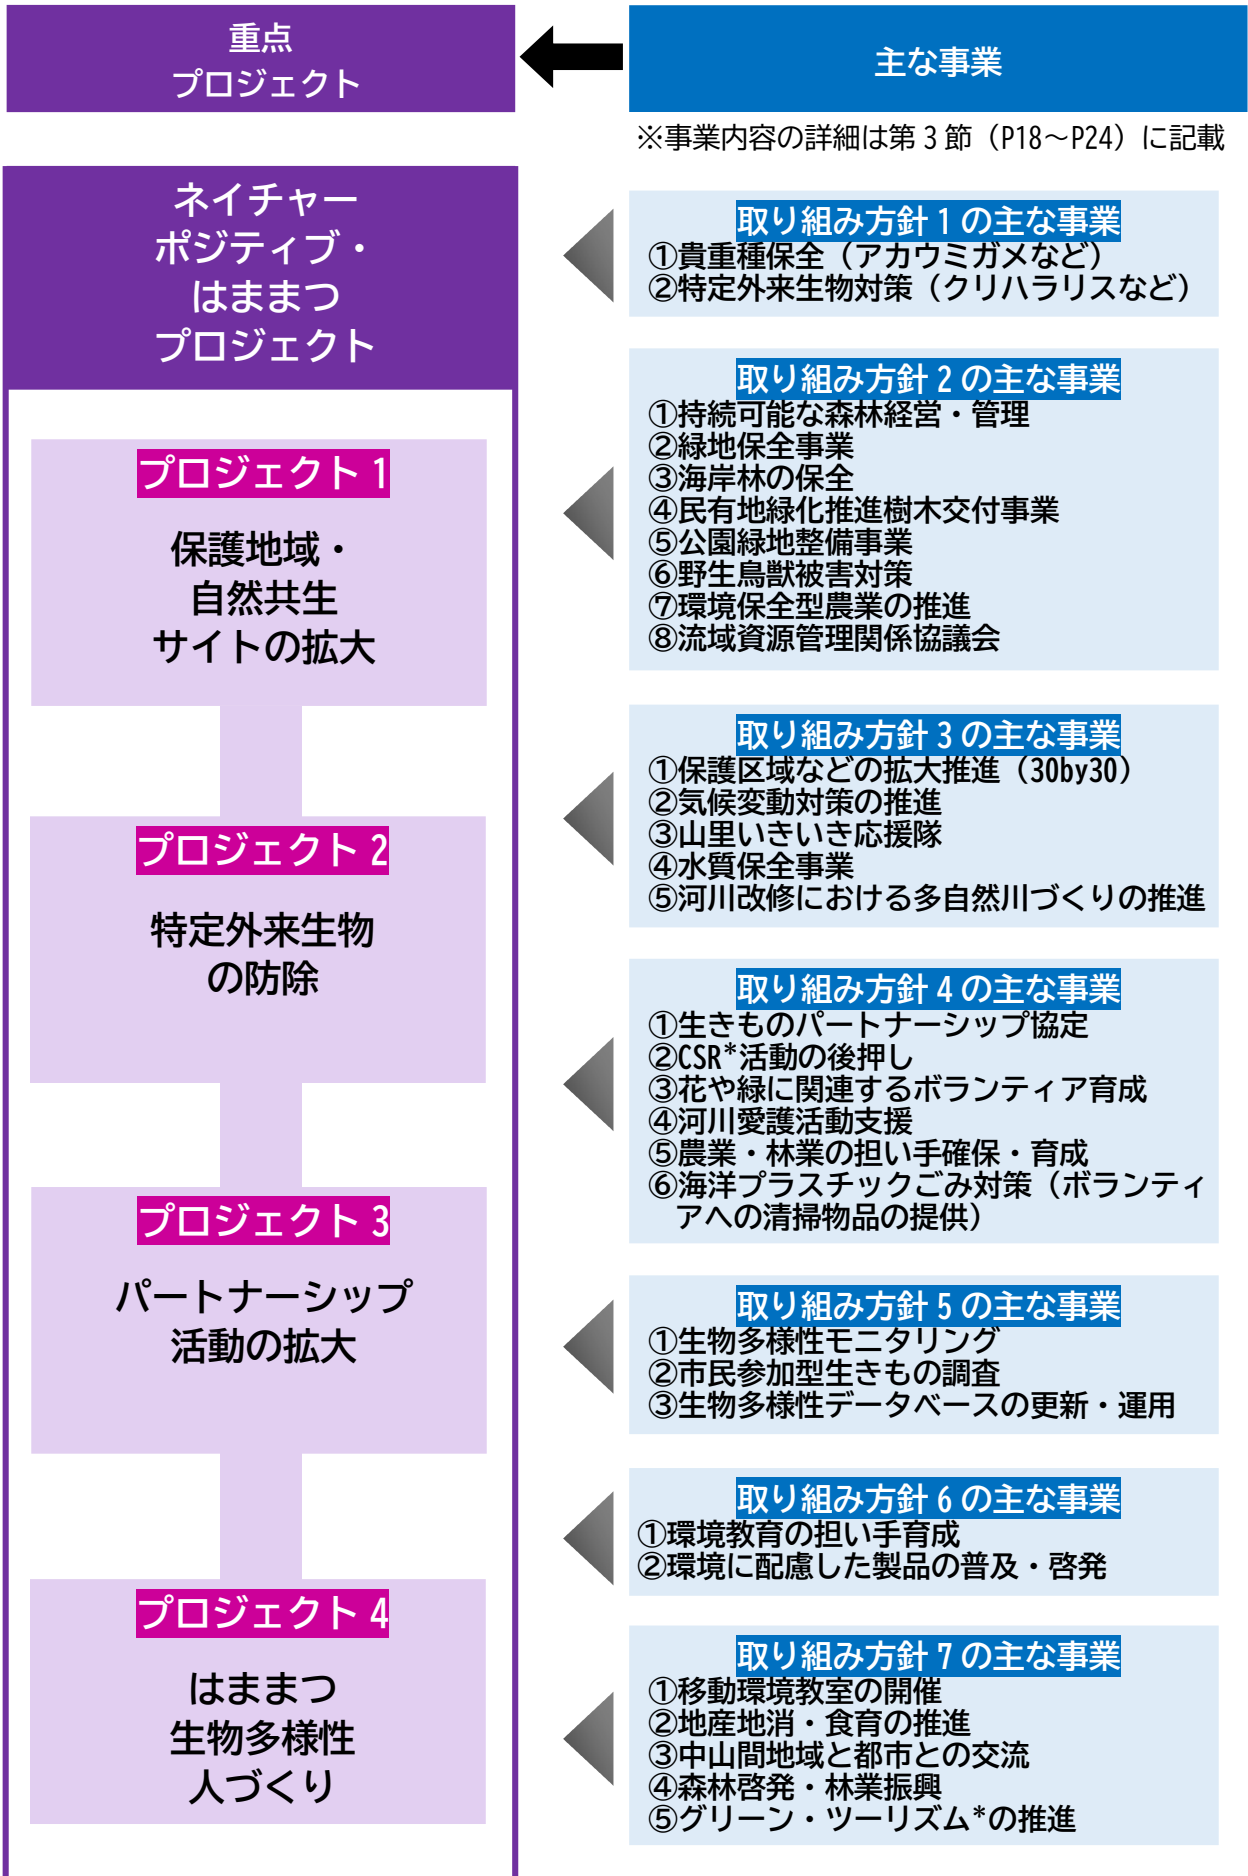 重点
プロジェクト
主な事業
※事業内容の詳細は第3節（P18～P24）に記載
ネイチャー
ポジティブ・
はままつ
プロジェクト
プロジェクト1
保護地域・
自然共生
サイトの拡大
プロジェクト2
特定外来生物
の防除
プロジェクト3
パートナーシップ
活動の拡大
プロジェクト4
はままつ
生物多様性
人づくり
取り組み方針1の主な事業
①貴重種保全（アカウミガメなど）
②特定外来生物対策（クリハラリスなど）
取り組み方針2の主な事業
①持続可能な森林経営・管理
②緑地保全事業
③海岸林の保全
④民有地緑化推進樹木交付事業
⑤公園緑地整備事業
⑥野生鳥獣被害対策
⑦環境保全型農業の推進
⑧流域資源管理関係協議会
取り組み方針3の主な事業
①保護区域などの拡大推進（30by30）
②気候変動対策の推進
③山里いきいき応援隊
④水質保全事業
⑤河川改修における多自然川づくりの推進
取り組み方針4の主な事業
①生きものパートナーシップ協定
②CSR*活動の後押し
③花や緑に関連するボランティア育成
④河川愛護活動支援
⑤農業・林業の担い手確保・育成
⑥海洋プラスチックごみ対策（ボランティ
アへの清掃物品の提供）
取り組み方針5の主な事業
①生物多様性モニタリング
②市民参加型生きもの調査
③生物多様性データベースの更新・運用
取り組み方針6の主な事業
①環境教育の担い手育成
②環境に配慮した製品の普及・啓発
取り組み方針7の主な事業
①移動環境教室の開催
②地産地消・食育の推進
③中山間地域と都市との交流
④森林啓発・林業振興
⑤グリーン・ツーリズム*の推進